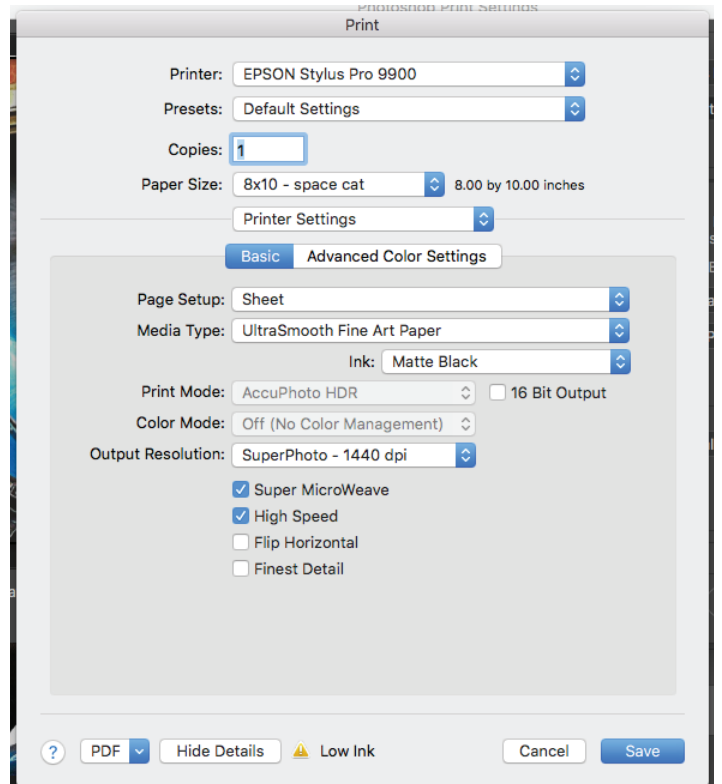 Photoshop Print Settings
Print
Printer: EPSON Stylus Pro 9900
Presets: Default Settings
Copies: 1
Paper Size: 8x10 - space cat 8.00 by 10.00 inches
Printer Settings
Basic Advanced Color Settings
Page Setup: Sheet
Media Type: UltraSmooth Fine Art Paper
Ink: Matte Black
Print Mode: AccuPhoto HDR 16 Bit Output
Color Mode: Off (No Color Management)
Output Resolution: SuperPhoto - 1440 dpi
Super MicroWeave
High Speed
Flip Horizontal
Finest Detail
? PDF Hide Details Low Ink Cancel Save